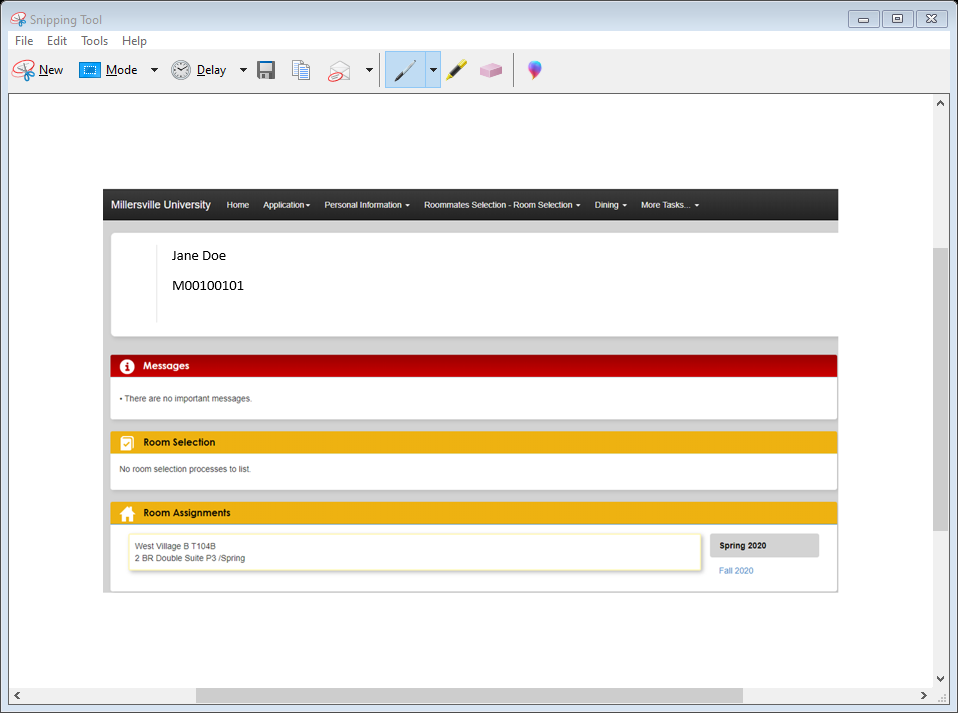 Snipping Tool
File Edit Tools Help
New Mode Delay
Millersville University Home Application Personal Information Roommates Selection - Room Selection Dining More Tasks...
Jane Doe
M00100101
Messages
• There are no important messages.
Room Selection
No room selection processes to list.
Room Assignments
West Village B T104B
2 BR Double Suite P3 /Spring
Spring 2020
Fall 2020